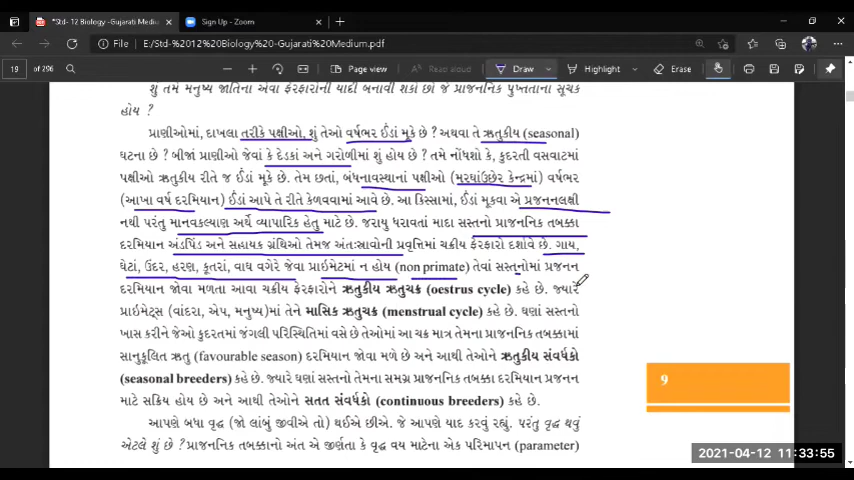 *Std- 12 Biology -Gujarati Mediu
Sign Up - Zoom
File E:/Std-%2012%20Biology%20-Gujarati%20Medium.pdf
19 of 296
Page view
Read aloud
Draw
Highlight
Erase
શું તમે મનુષ્ય જાતિના એવા ફેરફારોની યાદી બનાવી શકો છો જે પ્રાજનનિક પુખ્તતાના સૂચક
હોય ?
પ્રાણીઓમાં, દાખલા તરીકે પક્ષીઓ, શું તેઓ વર્ષભર ઈંડાં મૂકે છે ? અથવા તે ઋતુકીય (seasonal)
ઘટના છે ? બીજાં પ્રાણીઓ જેવાં કે દેડકાં અને ગરોળીમાં શું હોય છે ? તમે નોંધશો કે, કુદરતી વસવાટમાં
પક્ષીઓ ઋતુકીય રીતે જ ઈંડાં મૂકે છે. તેમ છતાં, બંધનાવસ્થાનાં પક્ષીઓ (મરઘાંઉછેર કેન્દ્રમાં) વર્ષભર
(આખા વર્ષ દરમિયાન) ઈંડાં આપે તે રીતે કેળવવામાં આવે છે. આ કિસ્સામાં, ઈંડાં મૂકવા એ પ્રજનનલક્ષી
નથી પરંતુ માનવકલ્યાણ અર્થે વ્યાપારિક હેતુ માટે છે. જરાયુ ધરાવતાં માદા સસ્તનો પ્રાજનનિક તબક્કા
દરમિયાન અંડપિંડ અને સહાયક ગ્રંથિઓ તેમજ અંતઃસ્રાવોની પ્રવૃત્તિમાં ચક્રીય ફેરફારો દર્શાવે છે. ગાય,
ઘેટાં, ઉંદર, હરણ, કૂતરાં, વાઘ વગેરે જેવા પ્રાઇમેટમાં ન હોય (non primate) તેવાં સસ્તનોમાં પ્રજનન
દરમિયાન જોવા મળતા આવા ચક્રીય ફેરફારોને ઋતુકીય ઋતુચક્ર (oestrus cycle) કહે છે. જ્યારે
પ્રાઇમેટ્સ (વાંદરા, એપ, મનુષ્ય)માં તેને માસિક ઋતુચક્ર (menstrual cycle) કહે છે. ઘણાં સસ્તનો
ખાસ કરીને જેઓ કુદરતમાં જંગલી પરિસ્થિતિમાં વસે છે તેઓમાં આ ચક્ર માત્ર તેમના પ્રાજનનિક તબક્કામાં
સાનુકૂલિત ઋતુ (favourable season) દરમિયાન જોવા મળે છે અને આથી તેઓને ઋતુકીય સંવર્ધકો
(seasonal breeders) કહે છે. જ્યારે ઘણાં સસ્તનો તેમના સમગ્ર પ્રાજનનિક તબક્કા દરમિયાન પ્રજનન
માટે સક્રિય હોય છે અને આથી તેઓને સતત સંવર્ધકો (continuous breeders) કહે છે.
આપણે બધા વૃદ્ધ (જો લાંબું જીવીએ તો) થઈએ છીએ. જે આપણે યાદ કરવું રહ્યું. પરંતુ વૃદ્ધ થવું
એટલે શું છે ? પ્રાજનનિક તબક્કાનો અંત એ જીર્ણતા કે વૃદ્ધ વય માટેના એક પરિમાપન (parameter)
9
2021-04-12 11:33:55